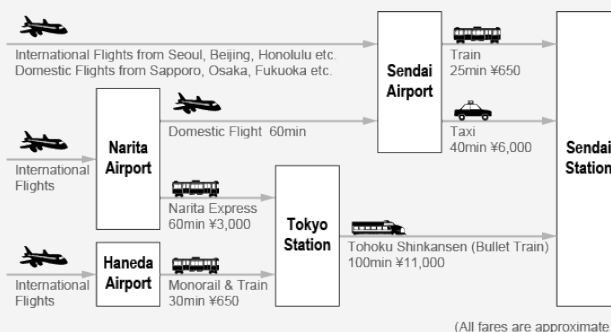 International Flights from Seoul, Beijing, Honolulu etc.
Domestic Flights from Sapporo, Osaka, Fukuoka etc.
Sendai
Airport
Train
25min ¥650
Taxi
40min ¥6,000
Sendai
Station
International
Flights
Narita
Airport
Domestic Flight 60min
Narita Express
60min ¥3,000
Tokyo
Station
Tohoku Shinkansen (Bullet Train)
100min ¥11,000
International
Flights
Haneda
Airport
Monorail & Train
30min ¥650
(All fares are approximate